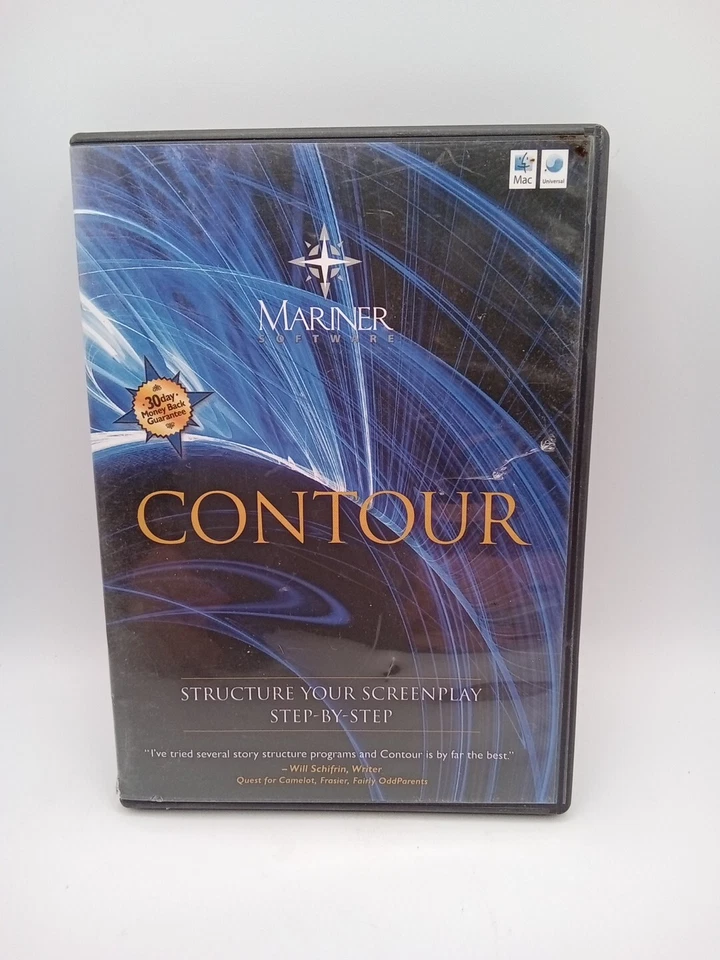 Mac
Universal
MARINER
SOFTWARE
30 day
Money Back
Guarantee
CONTOUR
STRUCTURE YOUR SCREENPLAY
STEP-BY-STEP
"I've tried several story structure programs and Contour is by far the best."
–Will Schifrin, Writer
Quest for Camelot, Frasier, Fairly OddParents